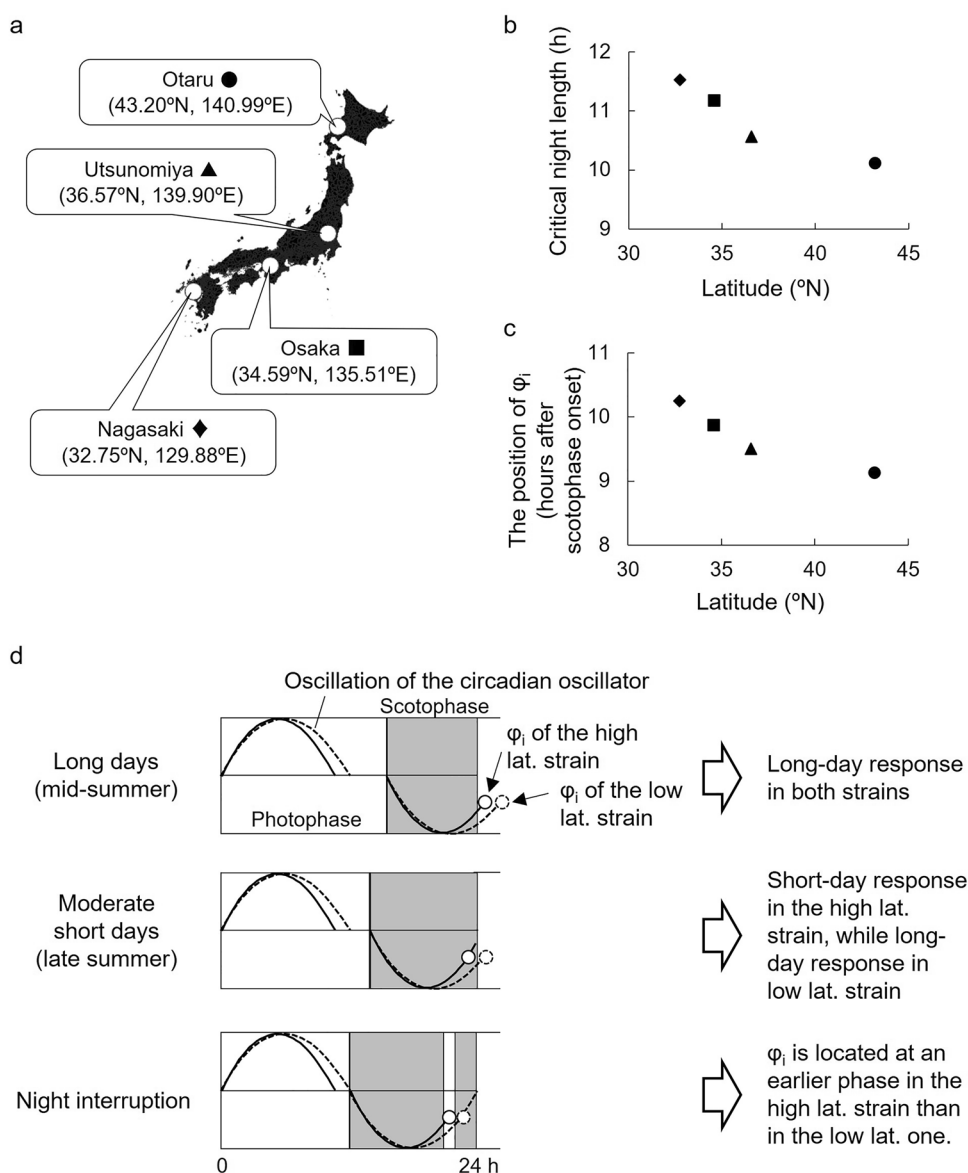 a
Otaru ●
(43.20ºN, 140.99ºE)
Utsunomiya ▲
(36.57ºN, 139.90ºE)
Osaka ■
(34.59ºN, 135.51ºE)
Nagasaki ♦
(32.75ºN, 129.88ºE)
b
Critical night length (h)
12
11
10
9
30 35 40 45
Latitude (ºN)
c
The position of φi
(hours after
scotophase onset)
11
10
9
8
30 35 40 45
Latitude (ºN)
d
Oscillation of the circadian oscillator
Scotophase
Long days
(mid-summer)
Photophase
φi of the high
lat. strain
φi of the low
lat. strain
Long-day response
in both strains
Moderate
short days
(late summer)
Short-day response
in the high lat.
strain, while long-
day response in
low lat. strain
Night interruption
φi is located at an
earlier phase in the
high lat. strain than
in the low lat. one.
0 24 h